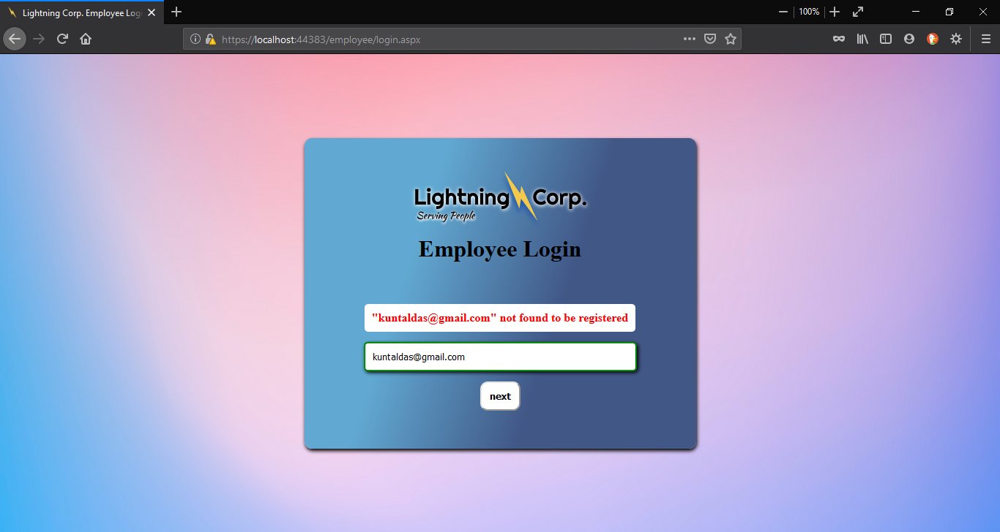 Lightning Corp. Employee Logi
100%
https://localhost:44383/employee/login.aspx
Lightning Corp.
Serving People
Employee Login
"kuntaldas@gmail.com" not found to be registered
kuntaldas@gmail.com
next